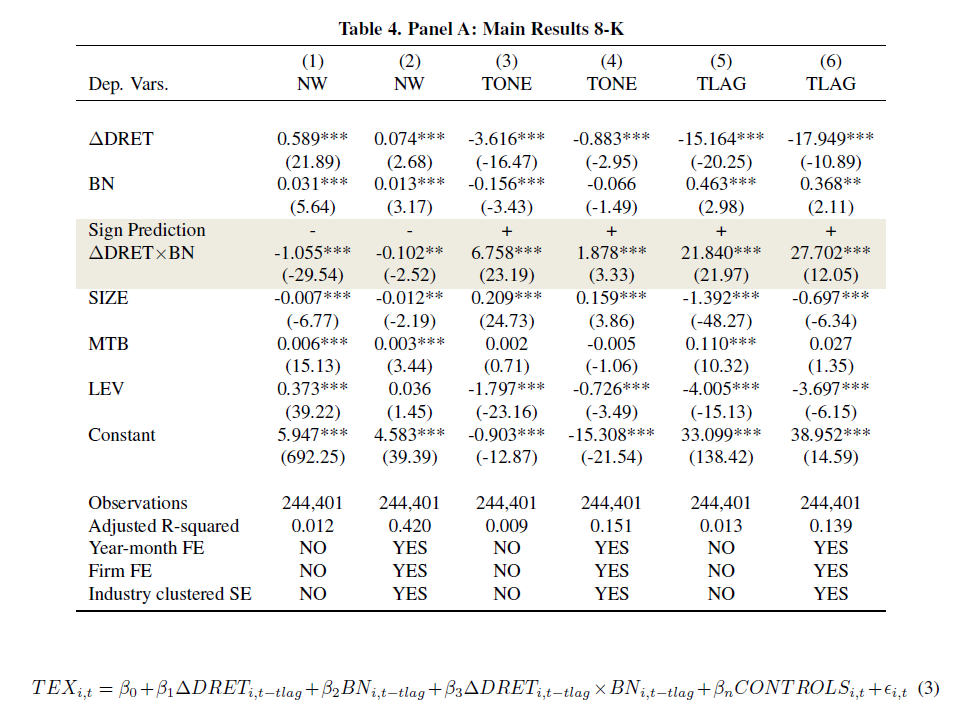 Table 4. Panel A: Main Results 8-K
(1) (2) (3) (4) (5) (6)
Dep. Vars. NW NW TONE TONE TLAG TLAG
ΔDRET 0.589*** 0.074*** -3.616*** -0.883*** -15.164*** -17.949***
(21.89) (2.68) (-16.47) (-2.95) (-20.25) (-10.89)
BN 0.031*** 0.013*** -0.156*** -0.066 0.463*** 0.368**
(5.64) (3.17) (-3.43) (-1.49) (2.98) (2.11)
Sign Prediction - - + + + +
ΔDRET×BN -1.055*** -0.102** 6.758*** 1.878*** 21.840*** 27.702***
(-29.54) (-2.52) (23.19) (3.33) (21.97) (12.05)
SIZE -0.007*** -0.012** 0.209*** 0.159*** -1.392*** -0.697***
(-6.77) (-2.19) (24.73) (3.86) (-48.27) (-6.34)
MTB 0.006*** 0.003*** 0.002 -0.005 0.110*** 0.027
(15.13) (3.44) (0.71) (-1.06) (10.32) (1.35)
LEV 0.373*** 0.036 -1.797*** -0.726*** -4.005*** -3.697***
(39.22) (1.45) (-23.16) (-3.49) (-15.13) (-6.15)
Constant 5.947*** 4.583*** -0.903*** -15.308*** 33.099*** 38.952***
(692.25) (39.39) (-12.87) (-21.54) (138.42) (14.59)
Observations 244,401 244,401 244,401 244,401 244,401 244,401
Adjusted R-squared 0.012 0.420 0.009 0.151 0.013 0.139
Year-month FE NO YES NO YES NO YES
Firm FE NO YES NO YES NO YES
Industry clustered SE NO YES NO YES NO YES
TEX_{i,t} = β_0 + β_1ΔDRET_{i,t−tlag} + β_2BN_{i,t−tlag} + β_3ΔDRET_{i,t−tlag} × BN_{i,t−tlag} + β_nCONTROLS_{i,t} + ϵ_{i,t} (3)